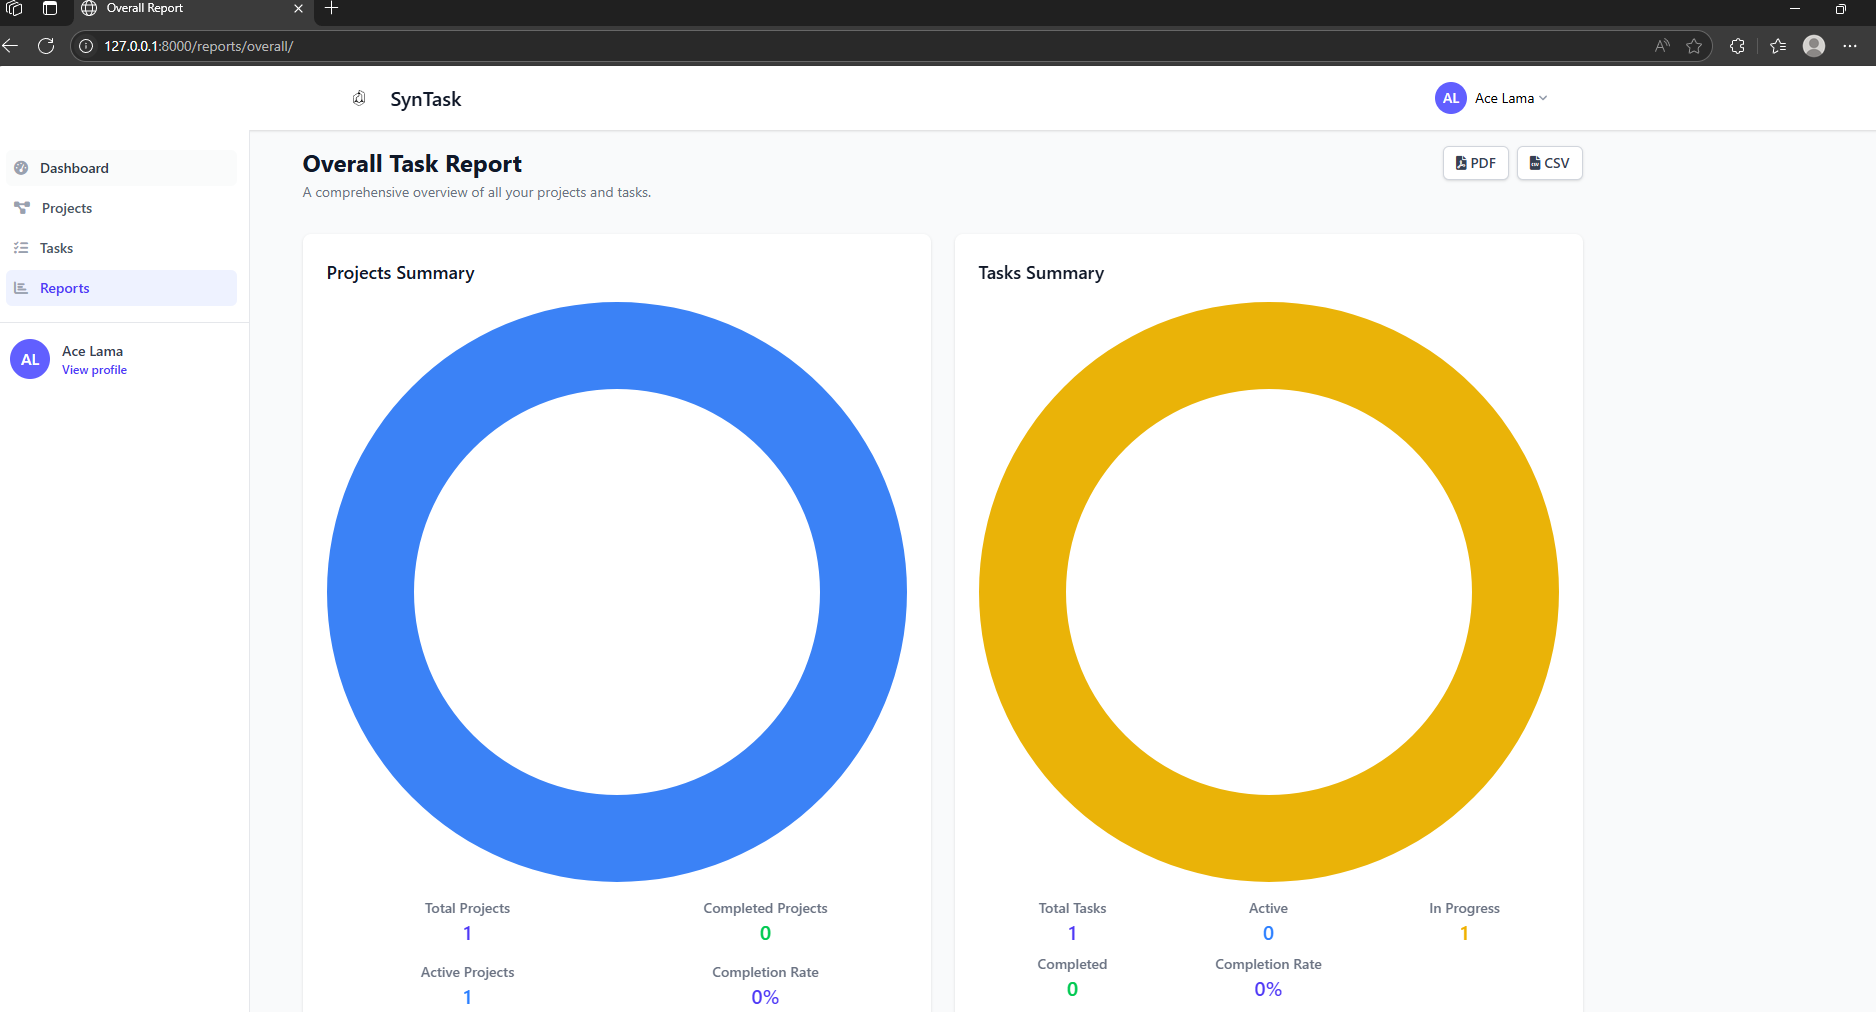 Overall Report
127.0.0.1:8000/reports/overall/
SynTask
AL Ace Lama
Dashboard
Projects
Tasks
Reports
AL Ace Lama
View profile
Overall Task Report
A comprehensive overview of all your projects and tasks.
PDF CSV
Projects Summary
Total Projects Completed Projects
1 0
Active Projects Completion Rate
1 0%
Tasks Summary
Total Tasks Active In Progress
1 0 1
Completed Completion Rate
0 0%